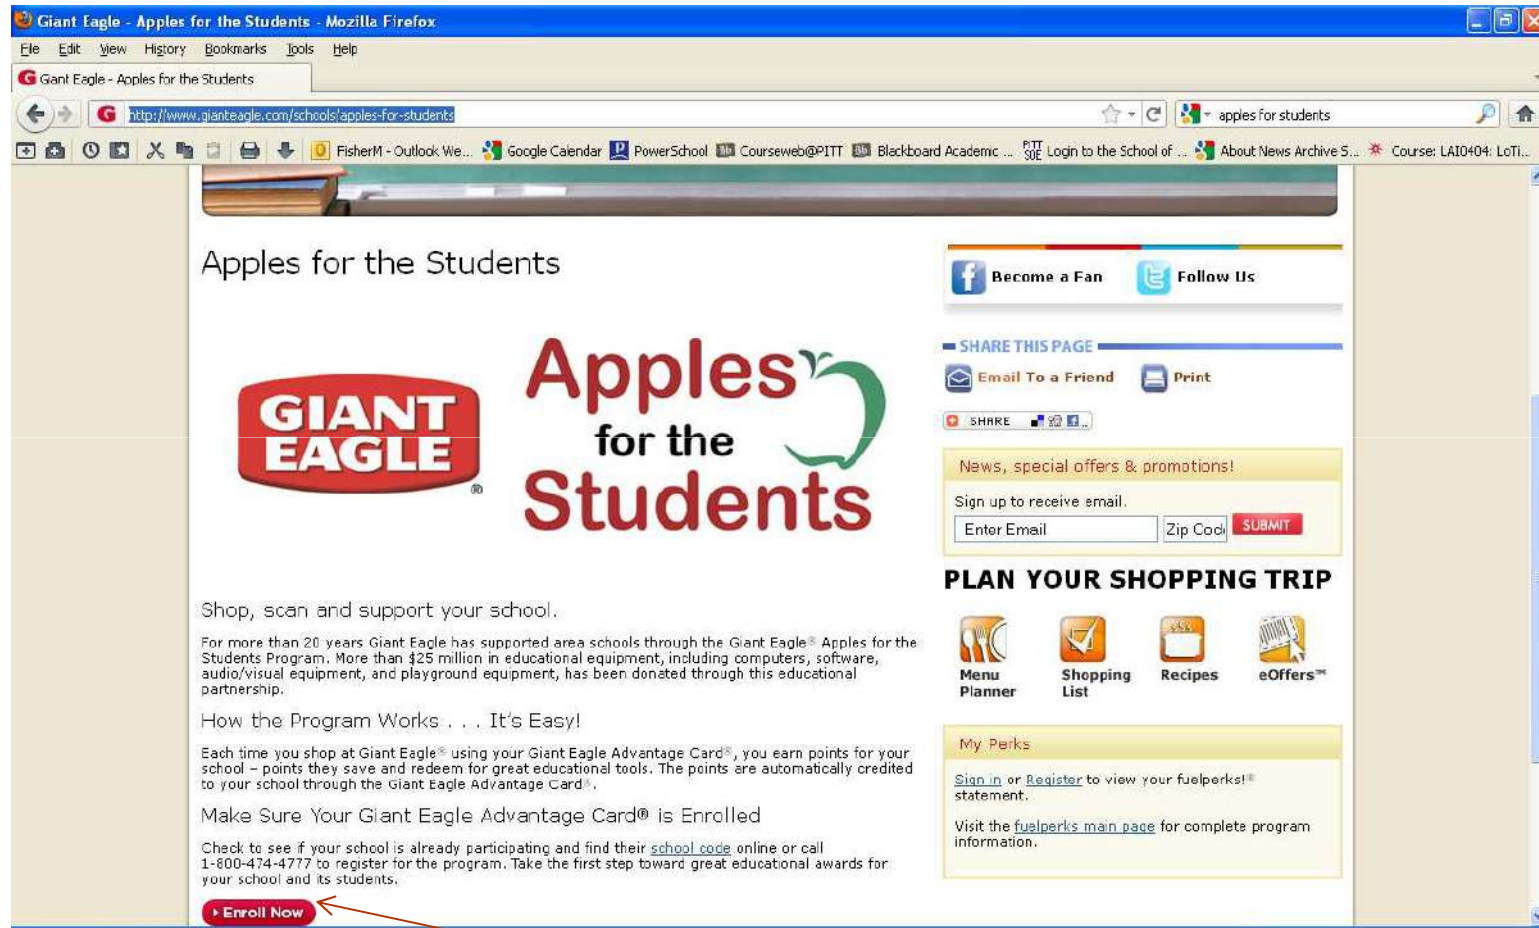 Giant Eagle - Apples for the Students - Mozilla Firefox
File Edit View History Bookmarks Tools Help
Giant Eagle - Apples for the Students
http://www.gianteagle.com/schools/apples-for-students
apples for students
FisherM - Outlook We... Google Calendar PowerSchool Courseweb@PITT Blackboard Academic ... Login to the School of ... About News Archive S... Course: LAI0404: LoTi...
Apples for the Students
Become a Fan Follow Us
SHARE THIS PAGE
Email To a Friend Print
SHARE
GIANT
EAGLE
®
Apples
for the
Students
News, special offers & promotions!
Sign up to receive email.
Enter Email Zip Cod SUBMIT
PLAN YOUR SHOPPING TRIP
Menu
Planner
Shopping
List
Recipes
eOffers™
Shop, scan and support your school.
For more than 20 years Giant Eagle has supported area schools through the Giant Eagle® Apples for the
Students Program. More than $25 million in educational equipment, including computers, software,
audio/visual equipment, and playground equipment, has been donated through this educational
partnership.
How the Program Works . . . It's Easy!
Each time you shop at Giant Eagle® using your Giant Eagle Advantage Card®, you earn points for your
school – points they save and redeem for great educational tools. The points are automatically credited
to your school through the Giant Eagle Advantage Card®.
Make Sure Your Giant Eagle Advantage Card® is Enrolled
Check to see if your school is already participating and find their school code online or call
1-800-474-4777 to register for the program. Take the first step toward great educational awards for
your school and its students.
Enroll Now
My Perks
Sign in or Register to view your fuelperks!®
statement.
Visit the fuelperks main page for complete program
information.